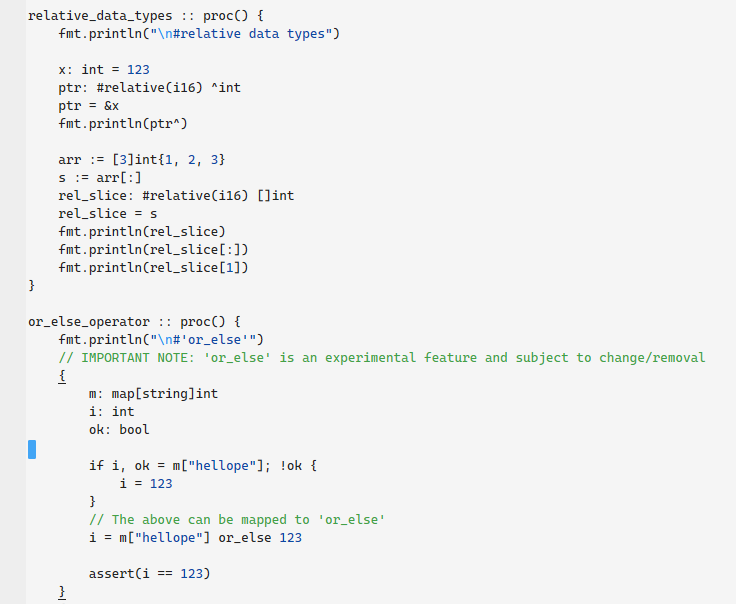 relative_data_types :: proc() {
    fmt.println("\n#relative data types")

    x: int = 123
    ptr: #relative(i16) ^int
    ptr = &x
    fmt.println(ptr^)

    arr := [3]int{1, 2, 3}
    s := arr[:]
    rel_slice: #relative(i16) []int
    rel_slice = s
    fmt.println(rel_slice)
    fmt.println(rel_slice[:])
    fmt.println(rel_slice[1])
}

or_else_operator :: proc() {
    fmt.println("\n#'or_else'")
    // IMPORTANT NOTE: 'or_else' is an experimental feature and subject to change/removal
    {
        m: map[string]int
        i: int
        ok: bool

        if i, ok = m["hellope"]; !ok {
            i = 123
        }
        // The above can be mapped to 'or_else'
        i = m["hellope"] or_else 123

        assert(i == 123)
    }